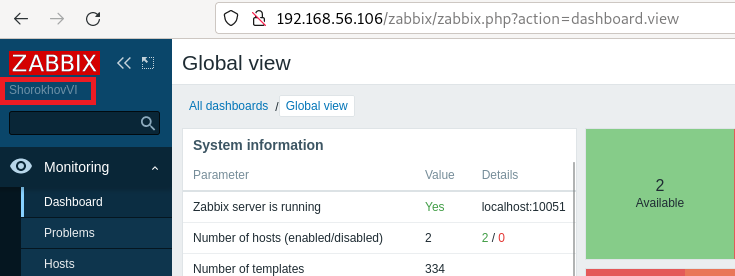 192.168.56.106/zabbix/zabbix.php?action=dashboard.view
ZABBIX
ShorokhovVI
Monitoring
Dashboard
Problems
Hosts
Global view
All dashboards / Global view
System information
Parameter Value Details
Zabbix server is running Yes localhost:10051
Number of hosts (enabled/disabled) 2 2 / 0
Number of templates 334
2
Available